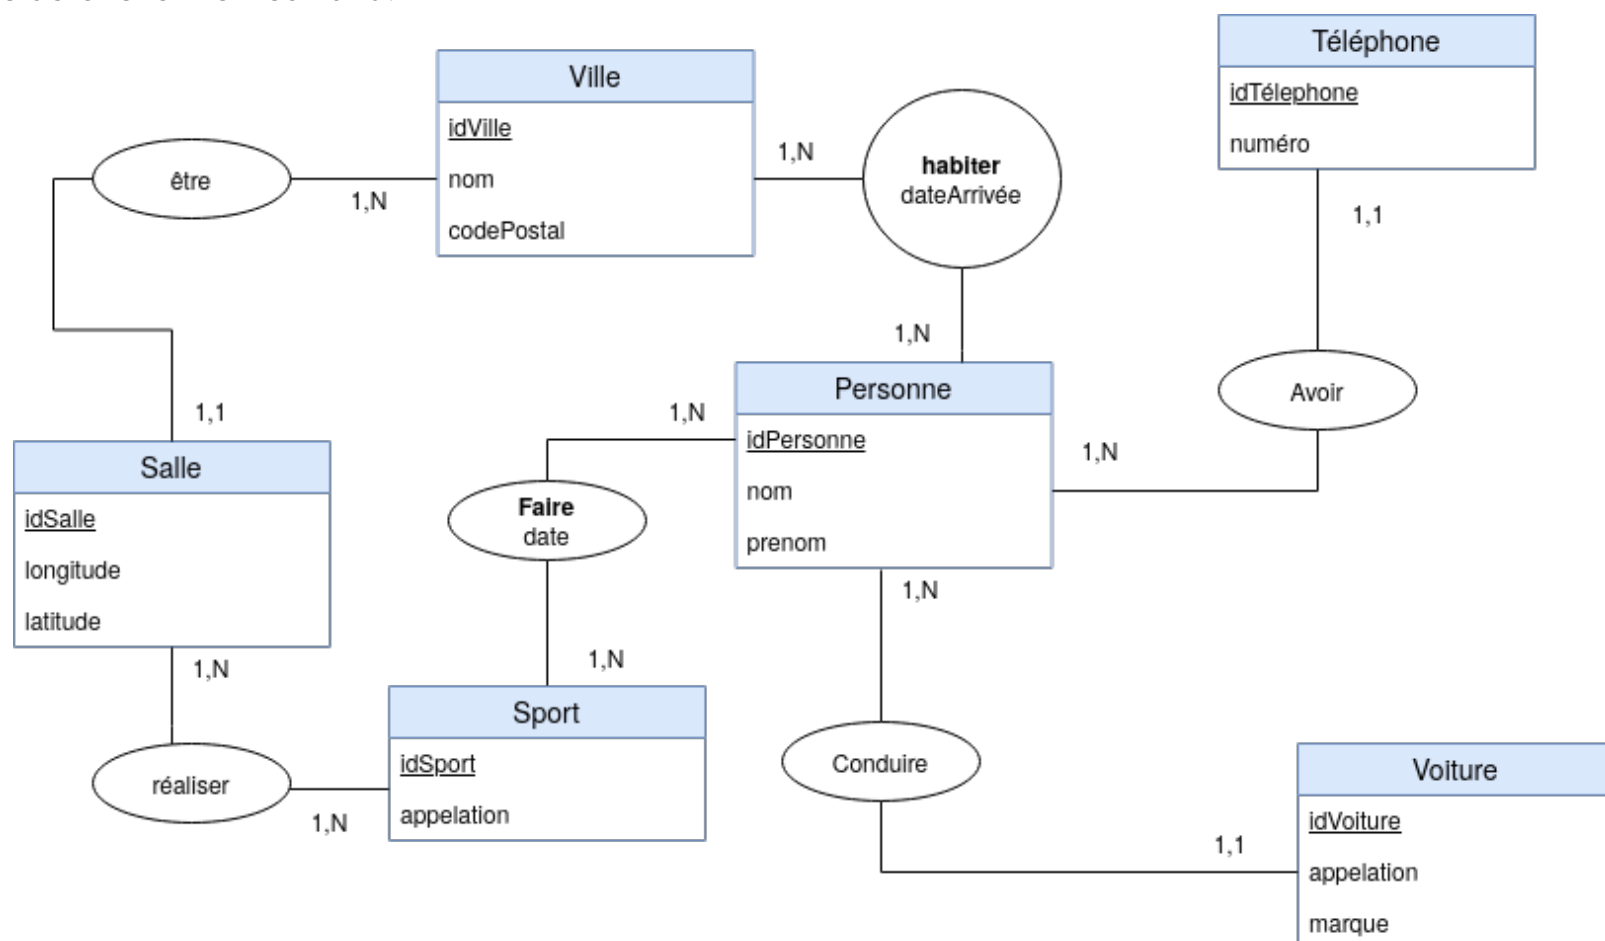 Ville
idVille
nom
codePostal
Téléphone
idTélephone
numéro
être
1,N
1,N
habiter
dateArrivée
1,1
1,N
Personne
idPersonne
nom
prenom
Avoir
1,N
1,N
1,1
Salle
idSalle
longitude
latitude
Faire
date
1,N
1,N
1,N
Sport
idSport
appelation
réaliser
1,N
Conduire
1,1
Voiture
idVoiture
appelation
marque